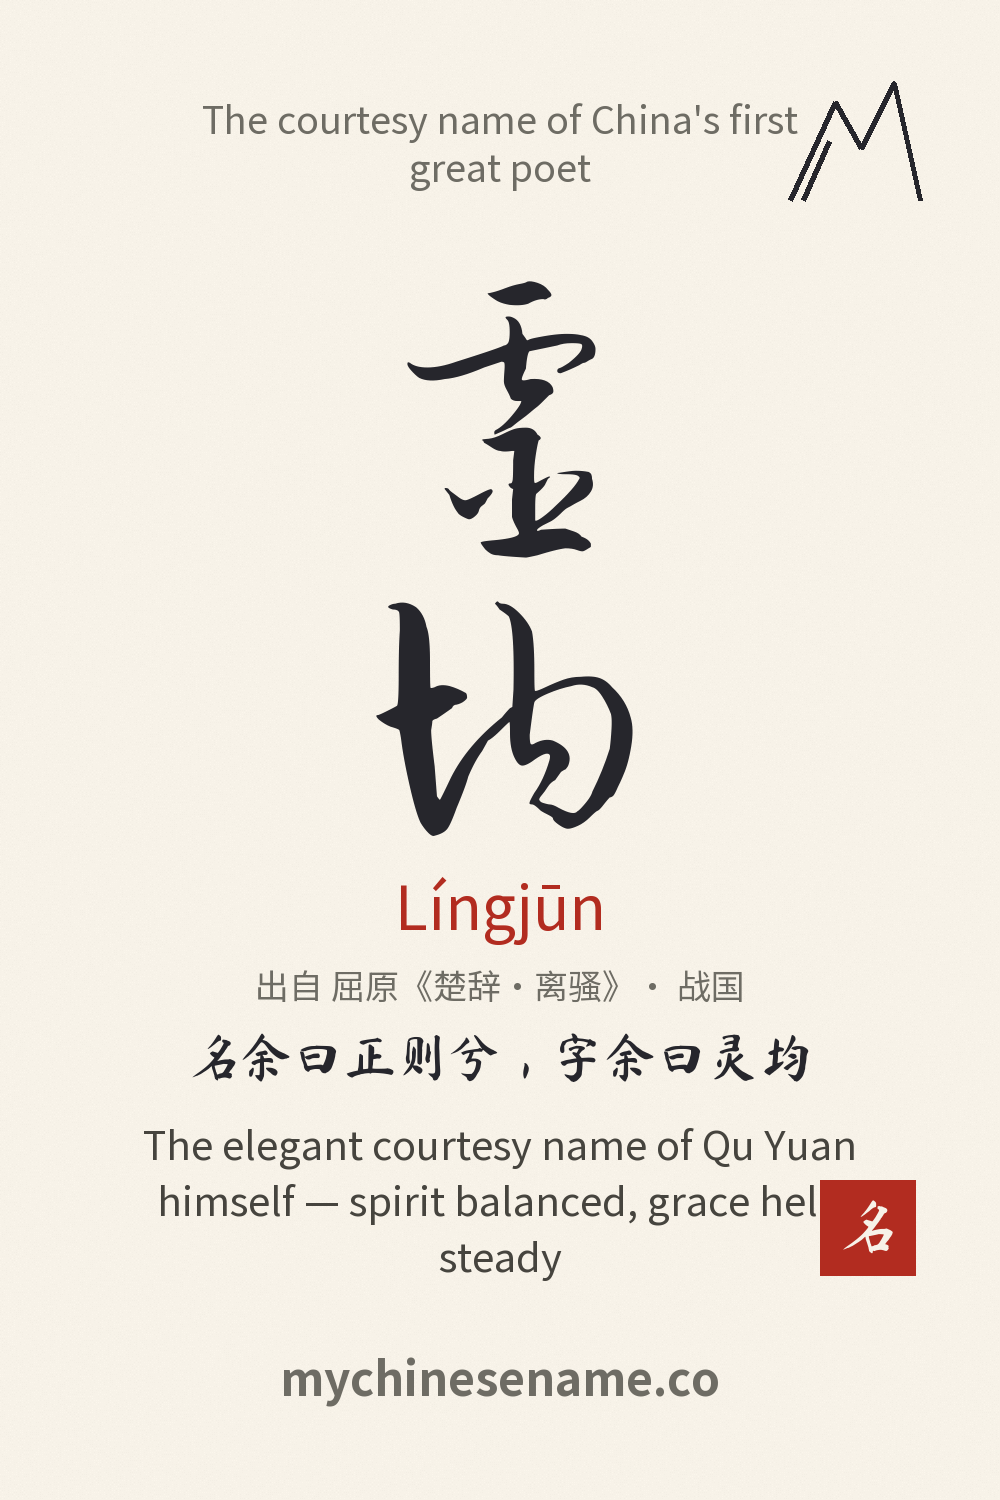 The courtesy name of China's first
great poet
靈
均
Língjūn
出自 屈原《楚辞·离骚》 · 战国
名余曰正则兮，字余曰灵均
The elegant courtesy name of Qu Yuan
himself — spirit balanced, grace hel
steady
名
mychinesename.co